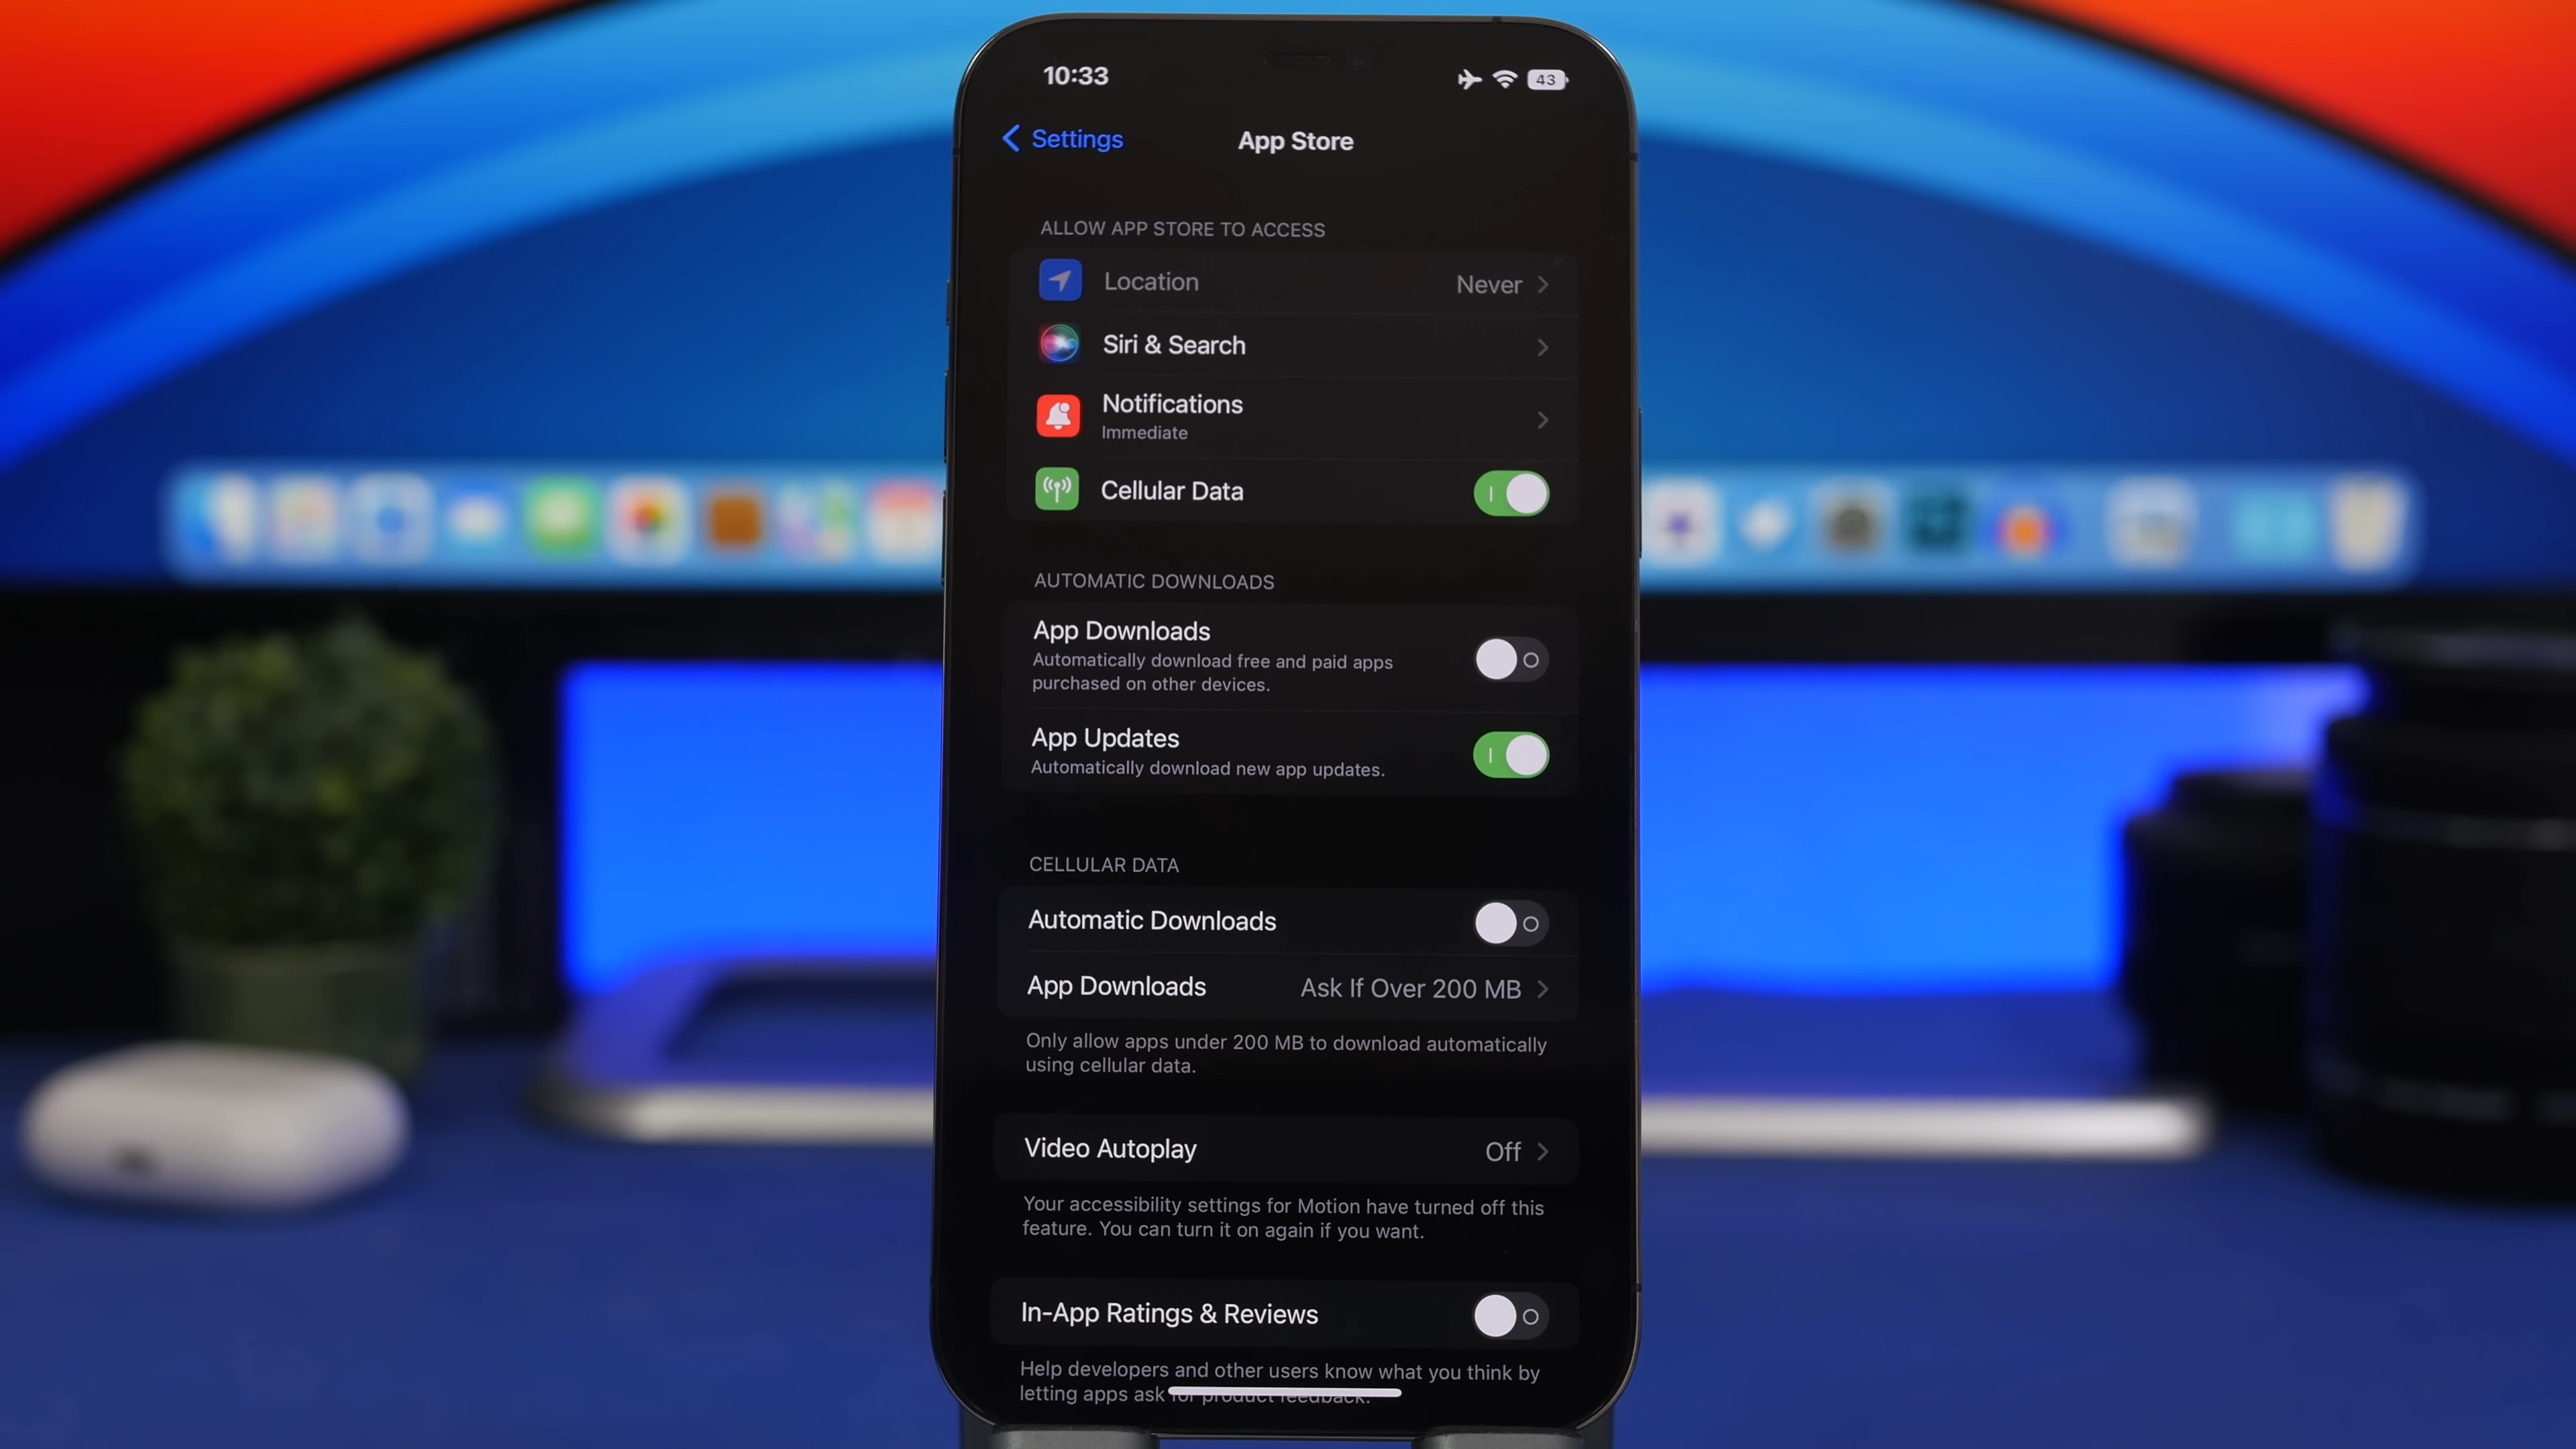 10:33
43
Settings
App Store
ALLOW APP STORE TO ACCESS
Location
Never
Siri & Search
Notifications
Immediate
Cellular Data
AUTOMATIC DOWNLOADS
App Downloads
Automatically download free and paid apps
purchased on other devices.
App Updates
Automatically download new app updates.
CELLULAR DATA
Automatic Downloads
App Downloads
Ask If Over 200 MB
Only allow apps under 200 MB to download automatically
using cellular data.
Video Autoplay
Off
Your accessibility settings for Motion have turned off this
feature. You can turn it on again if you want.
In-App Ratings & Reviews
Help developers and other users know what you think by
letting apps ask for product feedback.